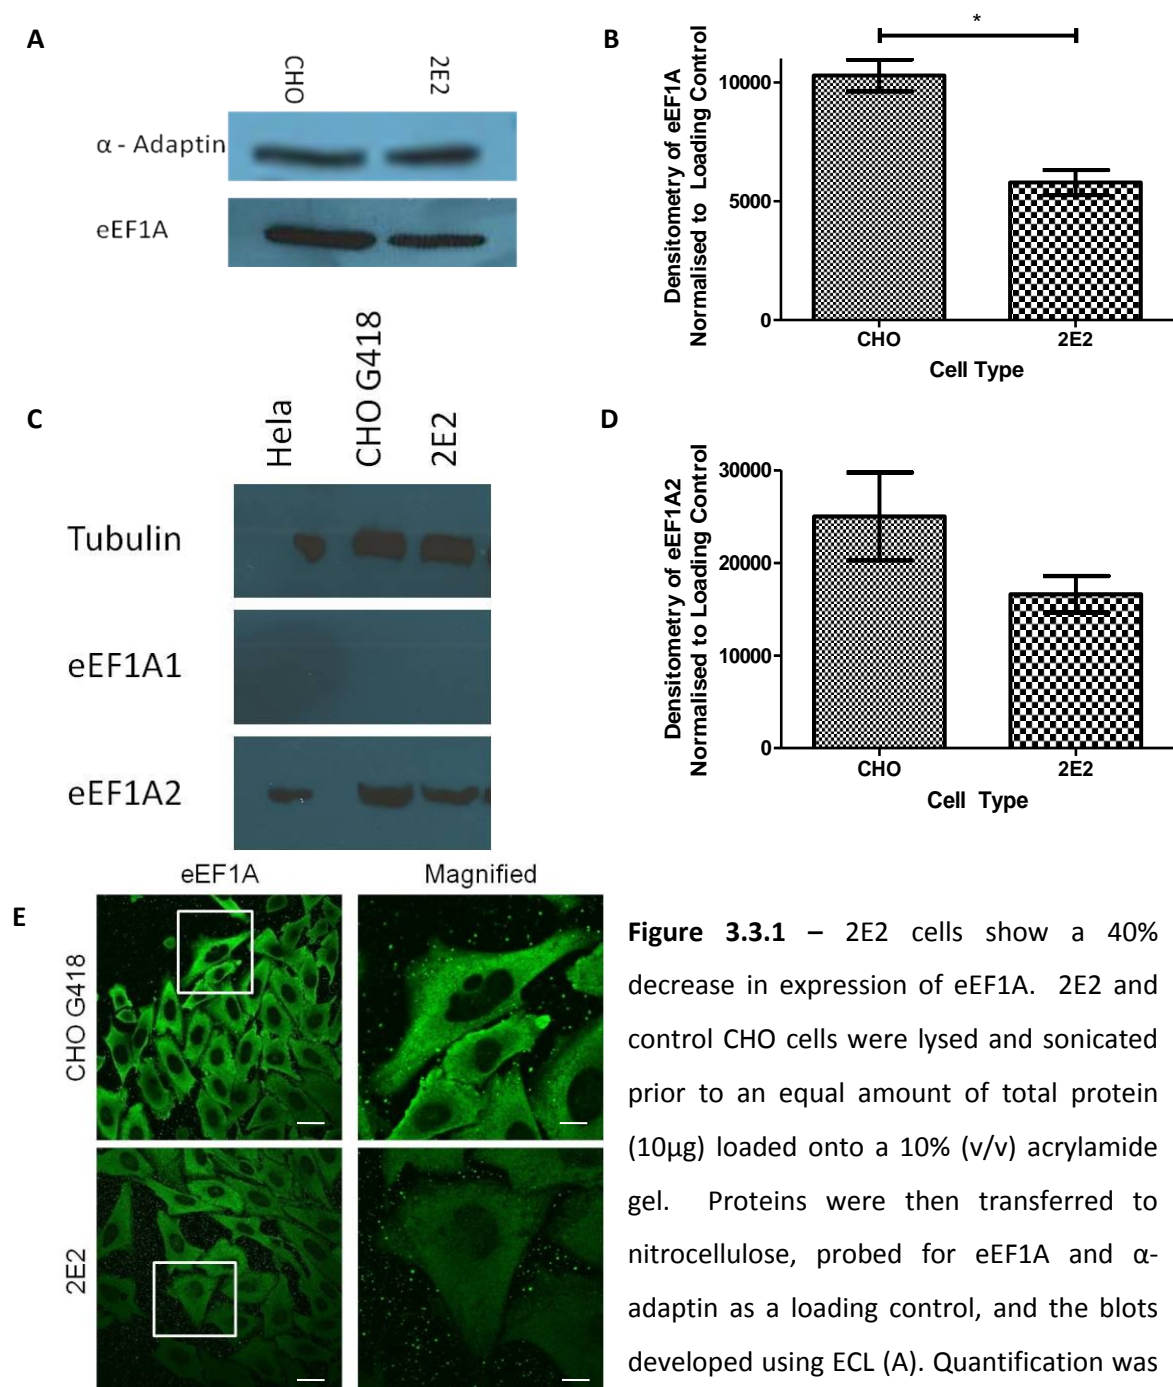 A
CHO
2E2
α - Adaptin
eEF1A
B
*
Densitometry of eEF1A
Normalised to Loading Control
10000
5000
0
CHO
2E2
Cell Type
C
Hela
CHO G418
2E2
Tubulin
eEF1A1
eEF1A2
D
Densitometry of eEF1A2
Normalised to Loading Control
30000
20000
10000
0
CHO
2E2
Cell Type
E
eEF1A
Magnified
CHO G418
2E2
Figure 3.3.1 – 2E2 cells show a 40%
decrease in expression of eEF1A. 2E2 and
control CHO cells were lysed and sonicated
prior to an equal amount of total protein
(10µg) loaded onto a 10% (v/v) acrylamide
gel. Proteins were then transferred to
nitrocellulose, probed for eEF1A and α-
adaptin as a loading control, and the blots
developed using ECL (A). Quantification was